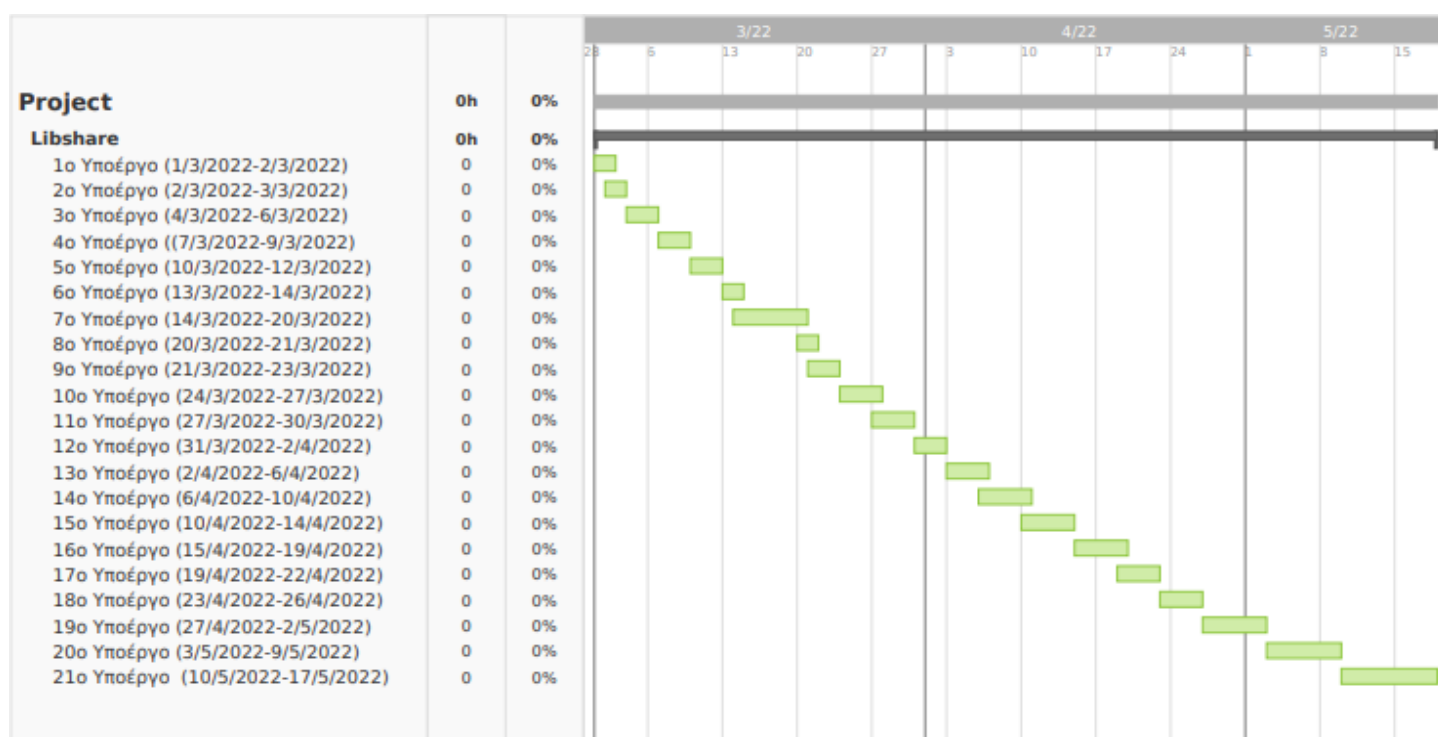 3/22 4/22 5/22
28 6 13 20 27 3 10 17 24 1 8 15
Project 0h 0%
Libshare 0h 0%
1ο Υποέργο (1/3/2022-2/3/2022) 0 0%
2ο Υποέργο (2/3/2022-3/3/2022) 0 0%
3ο Υποέργο (4/3/2022-6/3/2022) 0 0%
4ο Υποέργο ((7/3/2022-9/3/2022) 0 0%
5ο Υποέργο (10/3/2022-12/3/2022) 0 0%
6ο Υποέργο (13/3/2022-14/3/2022) 0 0%
7ο Υποέργο (14/3/2022-20/3/2022) 0 0%
8ο Υποέργο (20/3/2022-21/3/2022) 0 0%
9ο Υποέργο (21/3/2022-23/3/2022) 0 0%
10ο Υποέργο (24/3/2022-27/3/2022) 0 0%
11ο Υποέργο (27/3/2022-30/3/2022) 0 0%
12ο Υποέργο (31/3/2022-2/4/2022) 0 0%
13ο Υποέργο (2/4/2022-6/4/2022) 0 0%
14ο Υποέργο (6/4/2022-10/4/2022) 0 0%
15ο Υποέργο (10/4/2022-14/4/2022) 0 0%
16ο Υποέργο (15/4/2022-19/4/2022) 0 0%
17ο Υποέργο (19/4/2022-22/4/2022) 0 0%
18ο Υποέργο (23/4/2022-26/4/2022) 0 0%
19ο Υποέργο (27/4/2022-2/5/2022) 0 0%
20ο Υποέργο (3/5/2022-9/5/2022) 0 0%
21ο Υποέργο (10/5/2022-17/5/2022) 0 0%